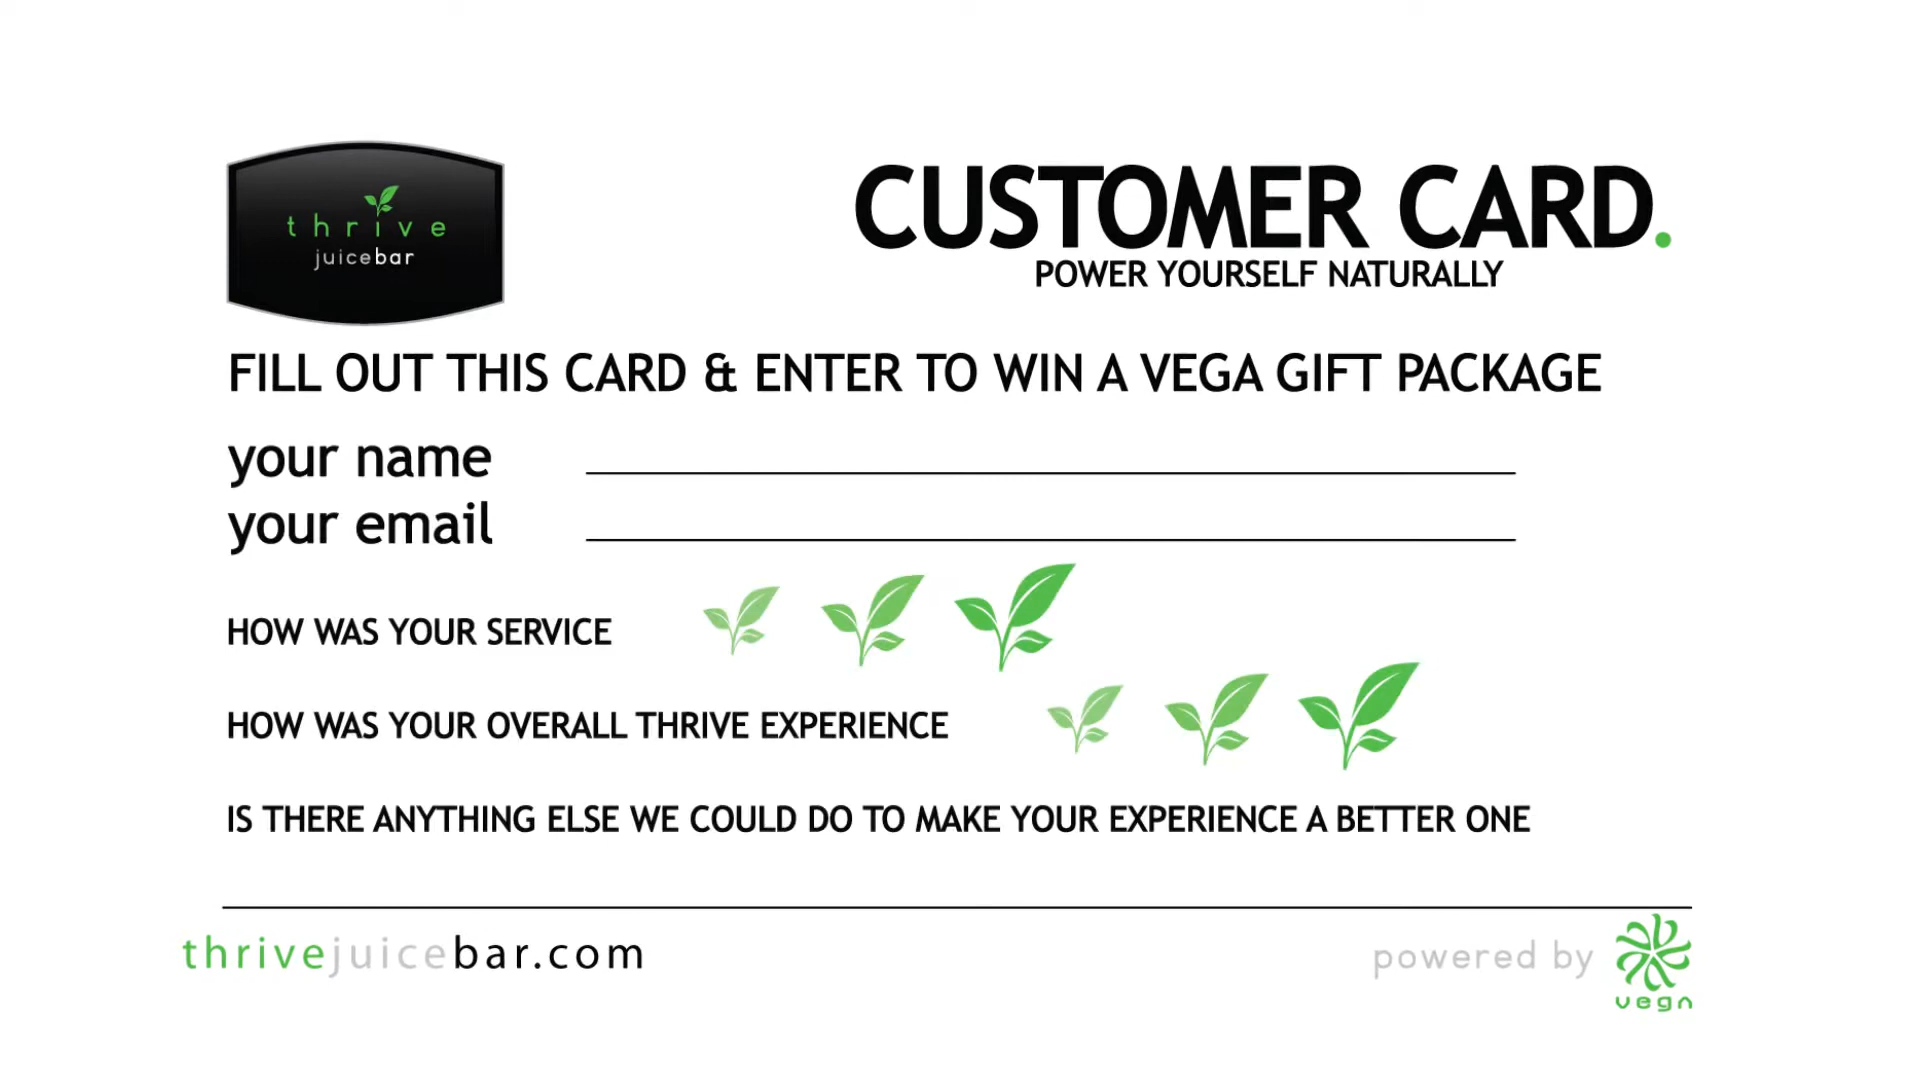 thrive
juicebar
CUSTOMER CARD.
POWER YOURSELF NATURALLY
FILL OUT THIS CARD & ENTER TO WIN A VEGA GIFT PACKAGE
your name
your email
HOW WAS YOUR SERVICE
HOW WAS YOUR OVERALL THRIVE EXPERIENCE
IS THERE ANYTHING ELSE WE COULD DO TO MAKE YOUR EXPERIENCE A BETTER ONE
thrivejuicebar.com
powered by
vega